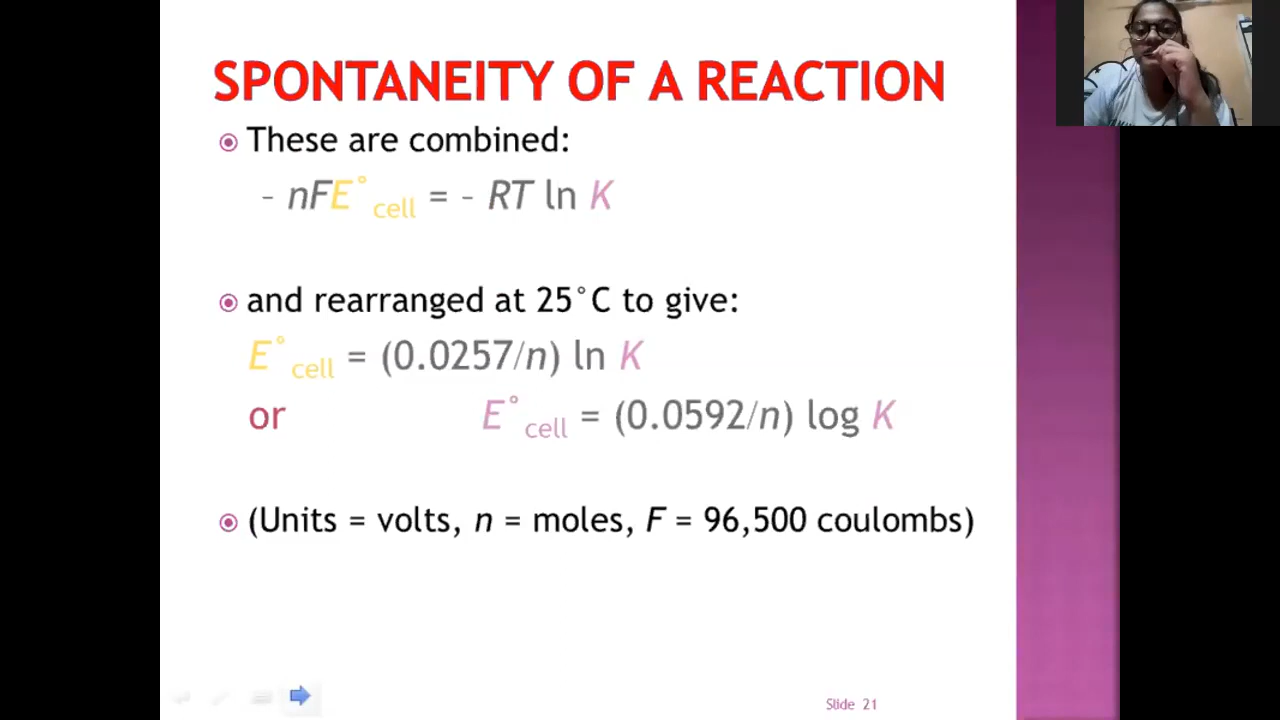 SPONTANEITY OF A REACTION
These are combined:
– nFE°cell = – RT ln K
and rearranged at 25°C to give:
E°cell = (0.0257/n) ln K
or E°cell = (0.0592/n) log K
(Units = volts, n = moles, F = 96,500 coulombs)
Slide 21